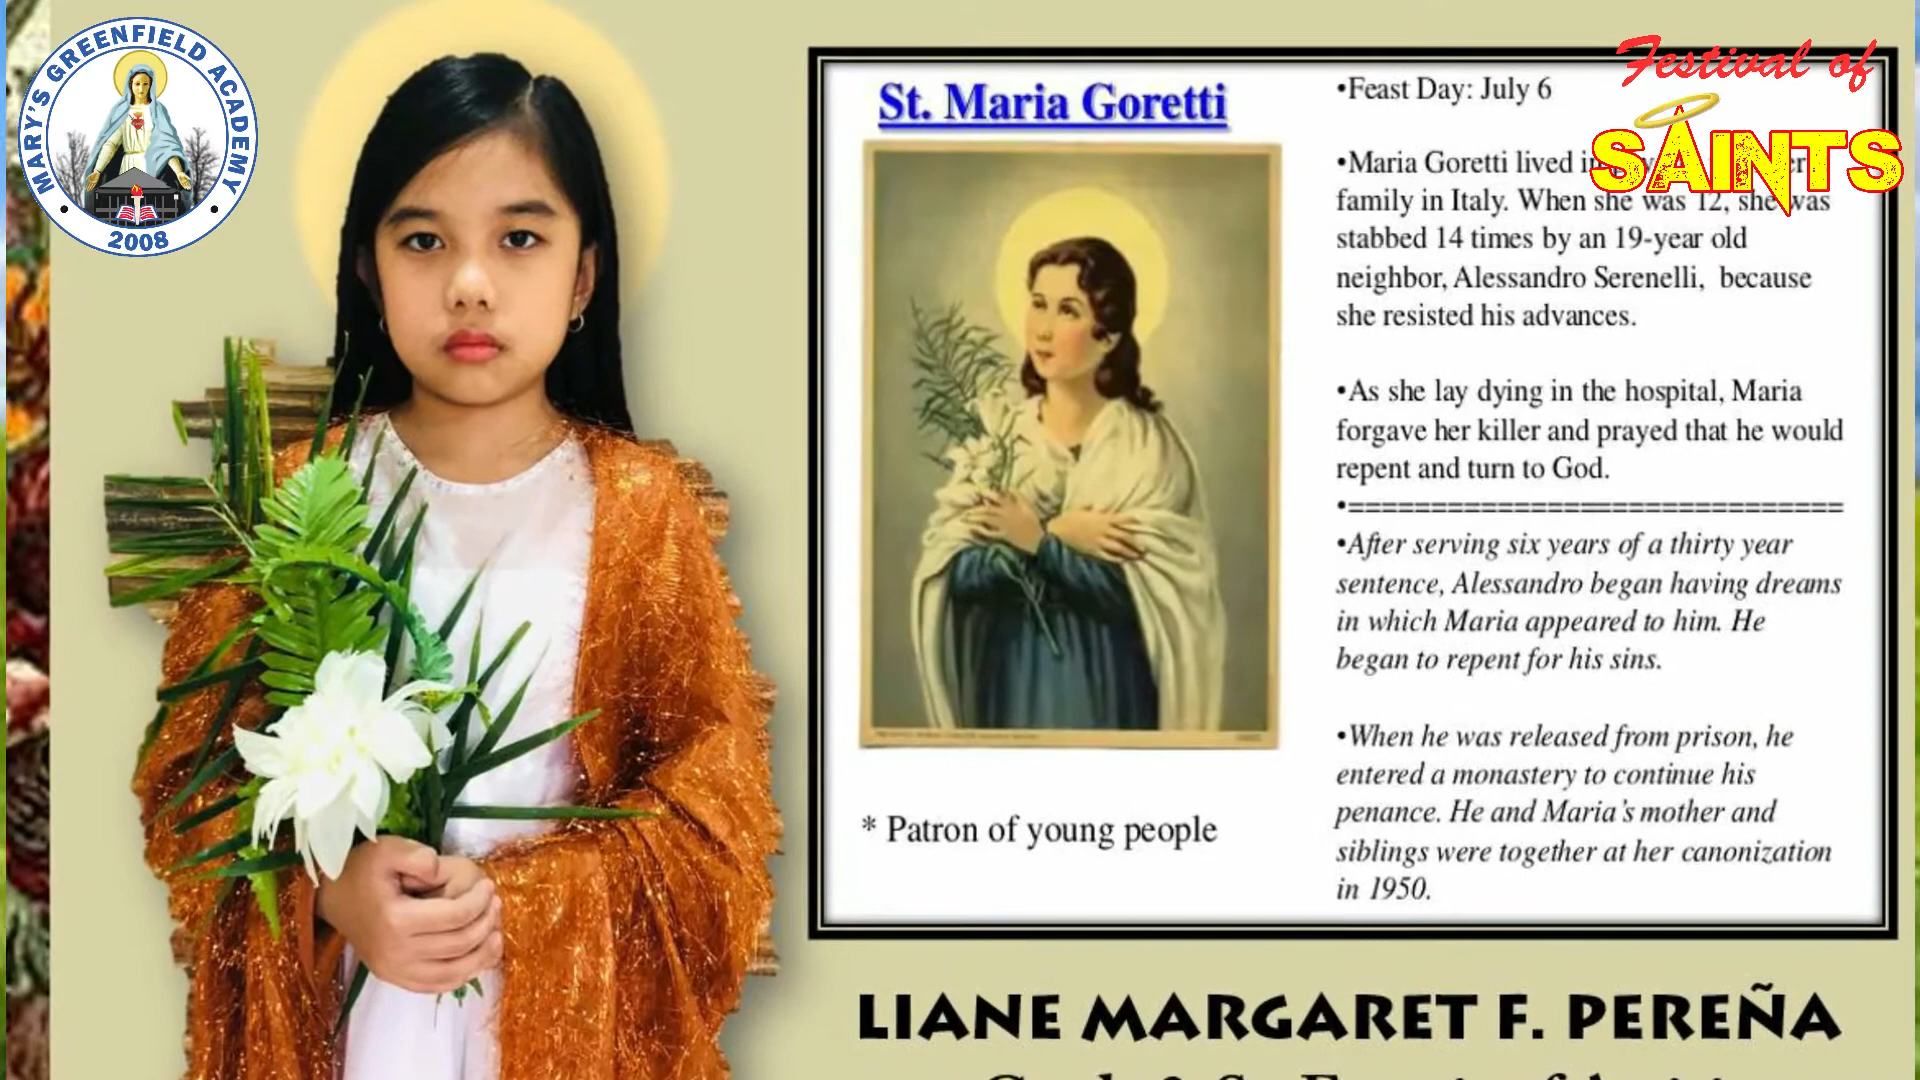 MARY'S GREENFIELD ACADEMY
2008
Festival of
SAINTS
St. Maria Goretti
* Patron of young people
•Feast Day: July 6
•Maria Goretti lived
family in Italy. When she was 12, she was
stabbed 14 times by an 19-year old
neighbor, Alessandro Serenelli, because
she resisted his advances.
•As she lay dying in the hospital, Maria
forgave her killer and prayed that he would
repent and turn to God.
•==============================
•After serving six years of a thirty year
sentence, Alessandro began having dreams
in which Maria appeared to him. He
began to repent for his sins.
•When he was released from prison, he
entered a monastery to continue his
penance. He and Maria's mother and
siblings were together at her canonization
in 1950.
LIANE MARGARET F. PEREÑA